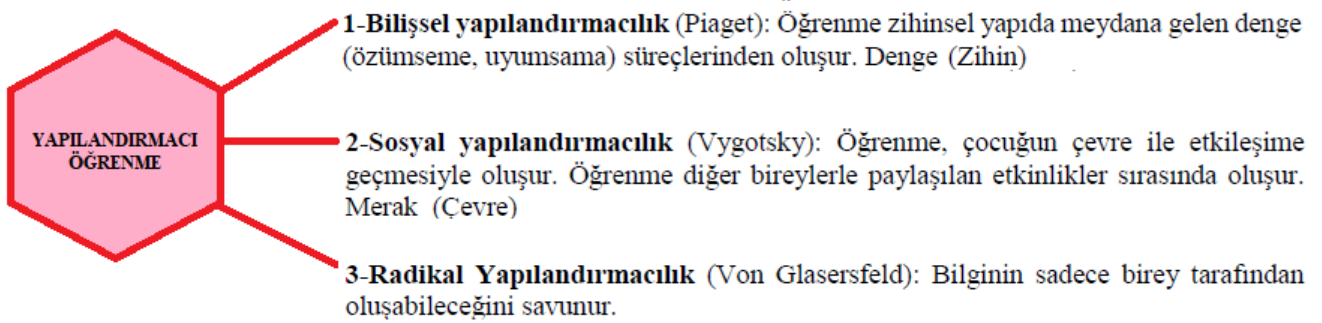 1-Bilişsel yapılandırmacılık (Piaget): Öğrenme zihinsel yapıda meydana gelen denge
(özümseme, uyumsama) süreçlerinden oluşur. Denge (Zihin)
YAPILANDIRMACI
ÖĞRENME
2-Sosyal yapılandırmacılık (Vygotsky): Öğrenme, çocuğun çevre ile etkileşime
geçmesiyle oluşur. Öğrenme diğer bireylerle paylaşılan etkinlikler sırasında oluşur.
Merak (Çevre)
3-Radikal Yapılandırmacılık (Von Glasersfeld): Bilginin sadece birey tarafından
oluşabileceğini savunur.